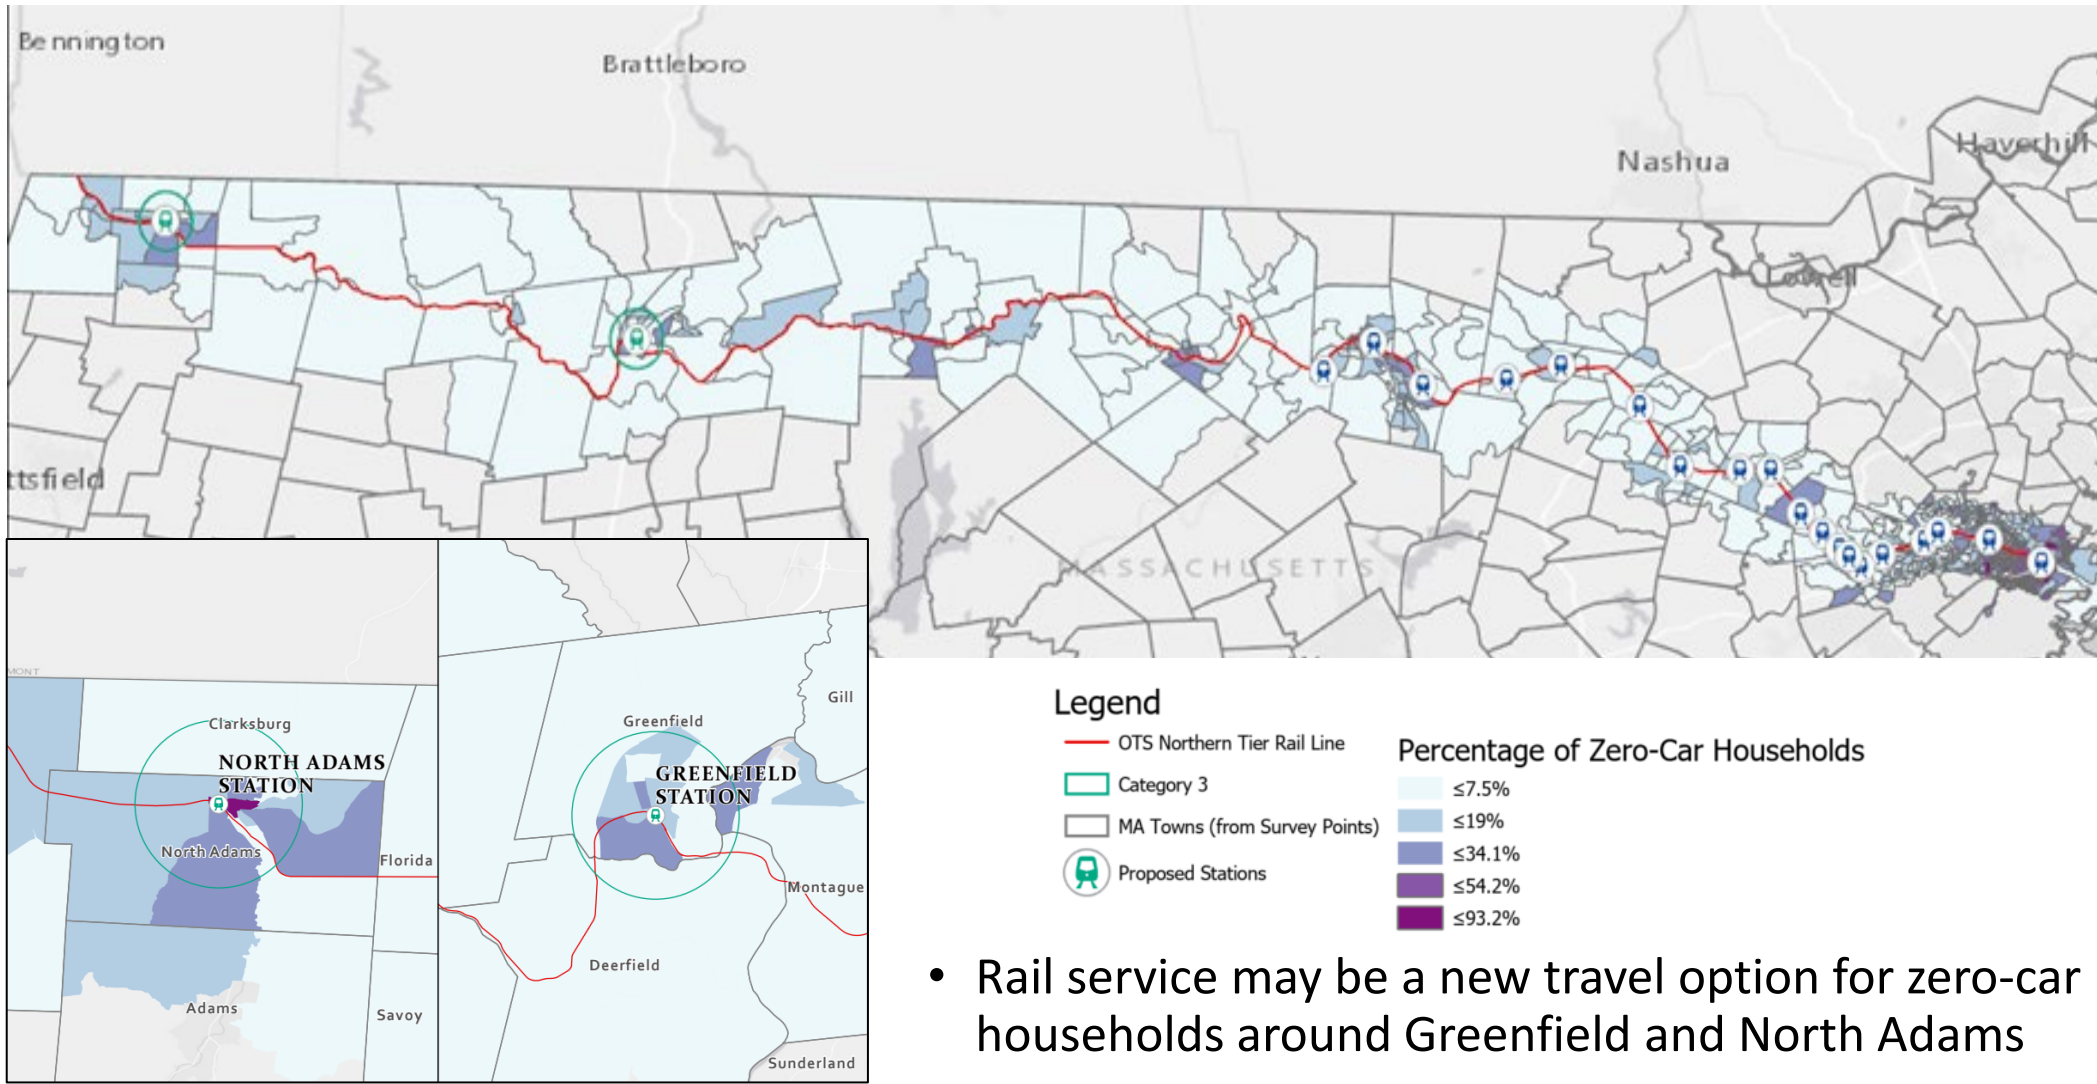 Bennington
Brattleboro
Nashua
Haverhill
Lowell
ttsfield
MASSACHUSETTS
MONT
Clarksburg
NORTH ADAMS
STATION
North Adams
Florida
Adams
Savoy
Gill
Greenfield
GREENFIELD
STATION
Montague
Deerfield
Sunderland
Legend
OTS Northern Tier Rail Line
Category 3
MA Towns (from Survey Points)
Proposed Stations
Percentage of Zero-Car Households
≤7.5%
≤19%
≤34.1%
≤54.2%
≤93.2%
• Rail service may be a new travel option for zero-car
households around Greenfield and North Adams